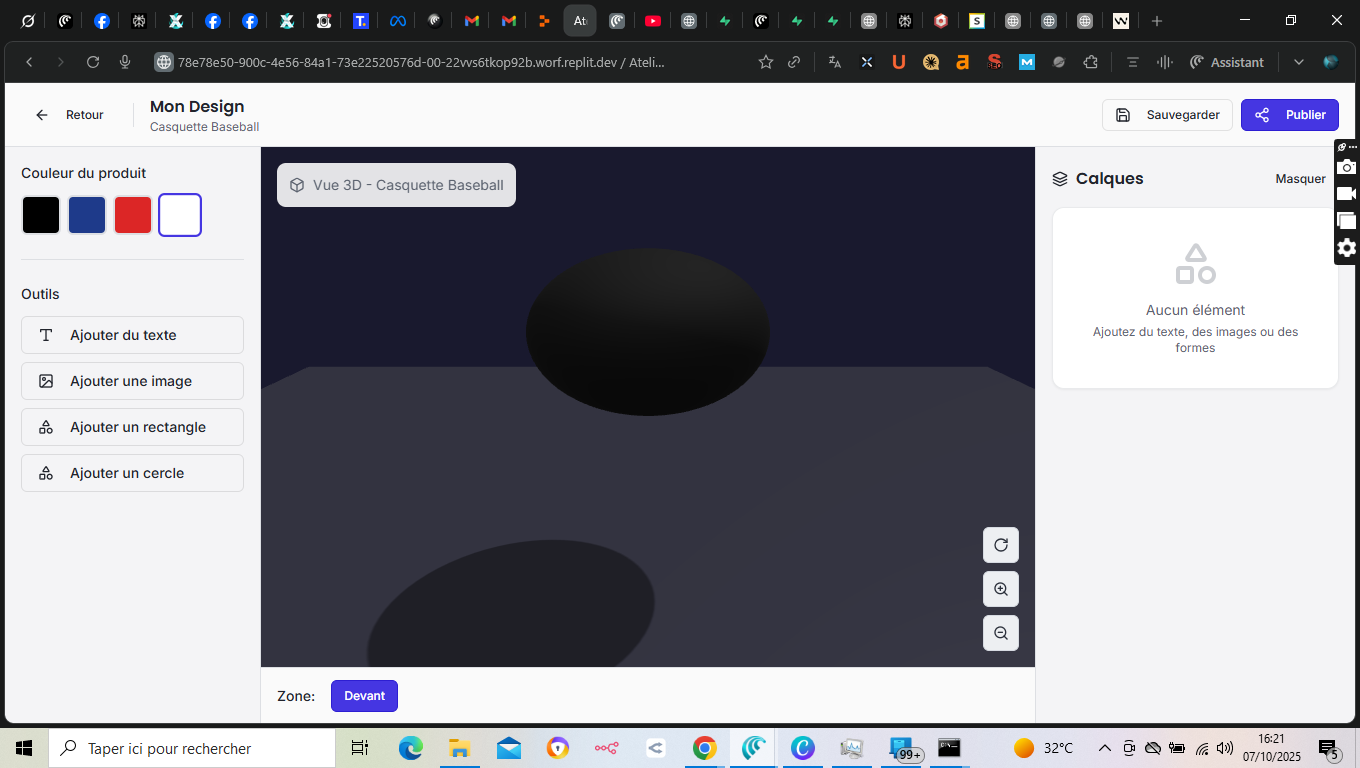 At
78e78e50-900c-4e56-84a1-73e22520576d-00-22vvs6tkop92b.worf.replit.dev / Ateli...
Assistant
Retour
Mon Design
Casquette Baseball
Sauvegarder
Publier
Couleur du produit
Vue 3D - Casquette Baseball
Calques
Masquer
Outils
Ajouter du texte
Ajouter une image
Ajouter un rectangle
Ajouter un cercle
Aucun élément
Ajoutez du texte, des images ou des
formes
Zone:
Devant
Taper ici pour rechercher
99+
32°C
16:21
07/10/2025
5